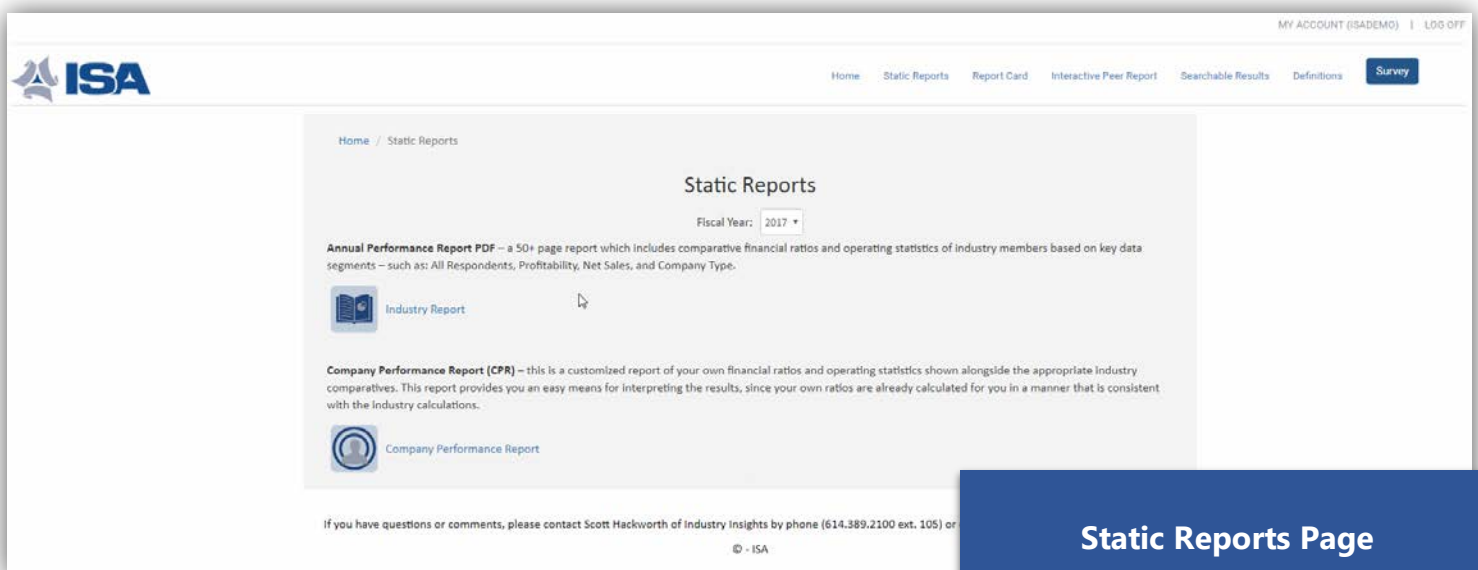 MY ACCOUNT (ISADEMO) | LOG OFF
ISA
Home Static Reports Report Card Interactive Peer Report Searchable Results Definitions Survey
Home / Static Reports
Static Reports
Fiscal Year: 2017
Annual Performance Report PDF – a 50+ page report which includes comparative financial ratios and operating statistics of industry members based on key data
segments – such as: All Respondents, Profitability, Net Sales, and Company Type.
Industry Report
Company Performance Report (CPR) – this is a customized report of your own financial ratios and operating statistics shown alongside the appropriate industry
comparatives. This report provides you an easy means for interpreting the results, since your own ratios are already calculated for you in a manner that is consistent
with the industry calculations.
Company Performance Report
If you have questions or comments, please contact Scott Hackworth of Industry Insights by phone (614.389.2100 ext. 105) or
© - ISA
Static Reports Page